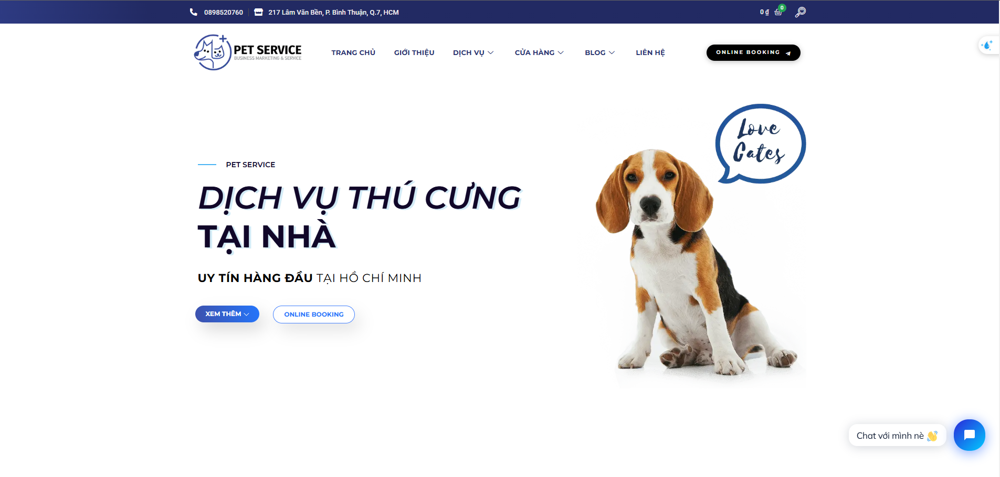 0898520760
217 Lâm Văn Bền, P. Bình Thuận, Q.7, HCM
0 ₫
0
PET SERVICE
BUSINESS MARKETING & SERVICE
TRANG CHỦ
GIỚI THIỆU
DỊCH VỤ
CỬA HÀNG
BLOG
LIÊN HỆ
ONLINE BOOKING
Love
Cates
PET SERVICE
DỊCH VỤ THÚ CƯNG
TẠI NHÀ
UY TÍN HÀNG ĐẦU TẠI HỒ CHÍ MINH
XEM THÊM
ONLINE BOOKING
Chat với mình nè 👋